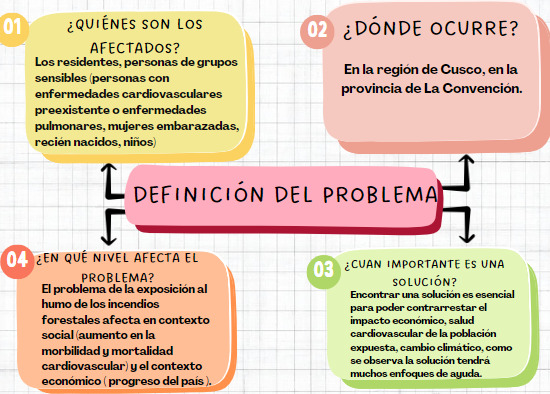 01
¿QUIÉNES SON LOS
AFECTADOS?
Los residentes, personas de grupos
sensibles (personas con
enfermedades cardiovasculares
preexistente o enfermedades
pulmonares, mujeres embarazadas,
recién nacidos, niños)
02
¿DÓNDE OCURRE?
En la región de Cusco, en la
provincia de La Convención.
DEFINICIÓN DEL PROBLEMA
04
¿EN QUÉ NIVEL AFECTA EL
PROBLEMA?
El problema de la exposición al
humo de los incendios
forestales afecta en contexto
social (aumento en la
morbilidad y mortalidad
cardiovascular) y el contexto
económico ( progreso del país ).
03
¿CUAN IMPORTANTE ES UNA
SOLUCIÓN?
Encontrar una solución es esencial
para poder contrarrestar el
impacto económico, salud
cardiovascular de la población
expuesta, cambio climático, como
se observa la solución tendrá
muchos enfoques de ayuda.